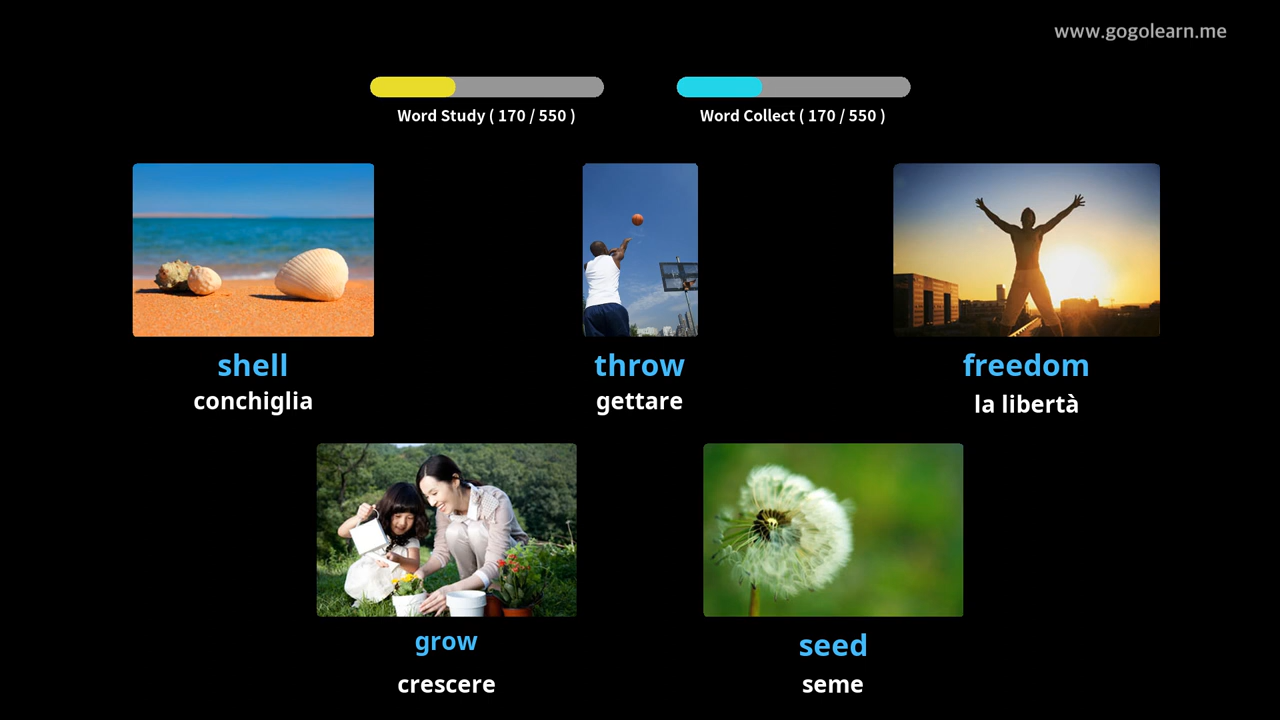 www.gogolearn.me
Word Study ( 170 / 550 )
Word Collect ( 170 / 550 )
shell
conchiglia
throw
gettare
freedom
la libertà
grow
crescere
seed
seme